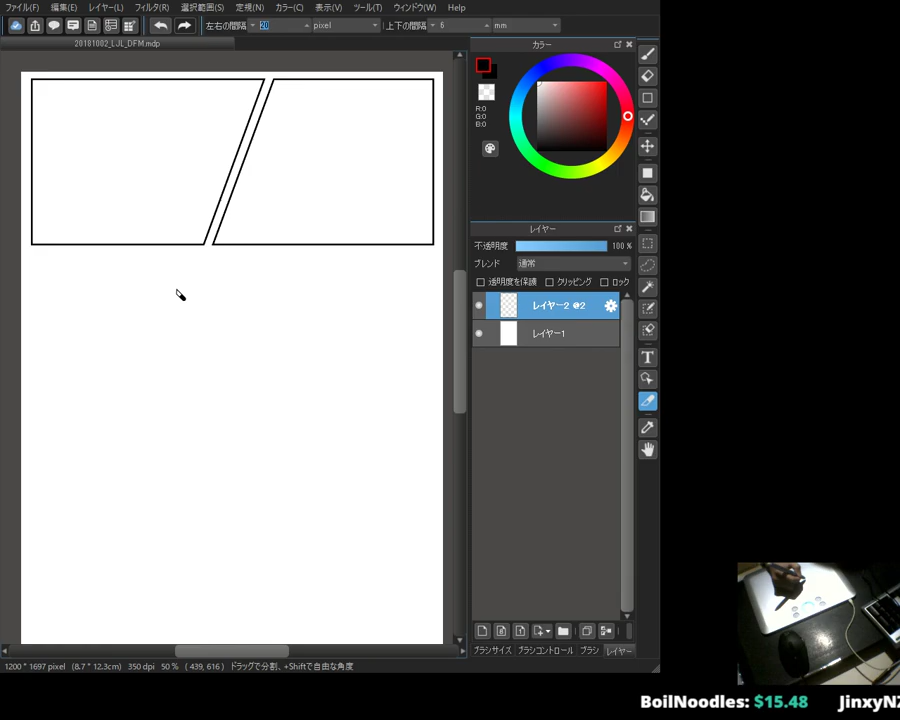 ファイル(F) 編集(E) レイヤー(L) フィルタ(R) 選択範囲(S) 定規(N) カラー(C) 表示(V) ツール(T) ウィンドウ(W) Help
左右の間隔 20 pixel 上下の間隔 6 mm
20181002_LJL_DFM.mdp
カラー
R:0
G:0
B:0
レイヤー
不透明度 100 %
ブレンド 通常
透明度を保護 クリッピング ロック
レイヤー2 @2
レイヤー1
T
ブラシサイズ ブラシコントロール ブラシ レイヤー
1200 * 1697 pixel (8.7 * 12.3cm) 350 dpi 50 % ( 439, 616 ) ドラッグで分割、+Shiftで自由な角度
BoilNoodles: $15.48 JinxyNZ